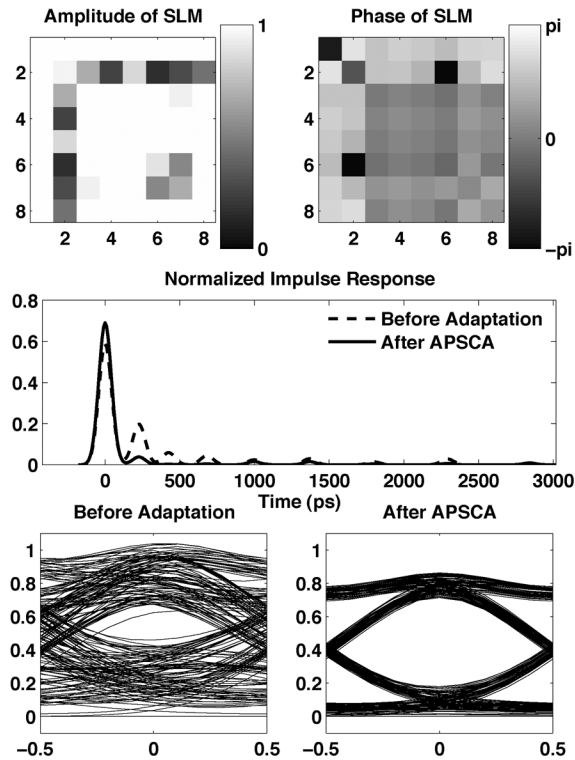 Amplitude of SLM
1
2
4
6
8
2 4 6 8
0
Phase of SLM
pi
2
4
6
8
2 4 6 8
0
−pi
Normalized Impulse Response
0.8
0.6
0.4
0.2
0
Before Adaptation
After APSCA
0 500 1000 1500 2000 2500 3000
Time (ps)
Before Adaptation
1
0.8
0.6
0.4
0.2
0
−0.5 0 0.5
After APSCA
1
0.8
0.6
0.4
0.2
0
−0.5 0 0.5